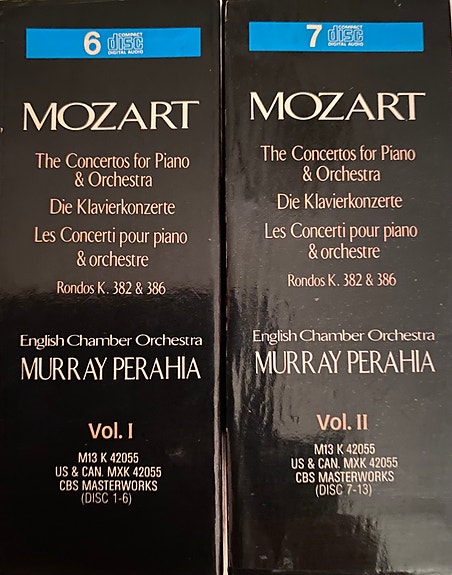 6 COMPACT disc DIGITAL AUDIO
MOZART
The Concertos for Piano
& Orchestra
Die Klavierkonzerte
Les Concerti pour piano
& orchestre
Rondos K. 382 & 386
English Chamber Orchestra
MURRAY PERAHIA
Vol. I
M13 K 42055
US & CAN. MXK 42055
CBS MASTERWORKS
(DISC 1-6)
7 COMPACT disc DIGITAL AUDIO
MOZART
The Concertos for Piano
& Orchestra
Die Klavierkonzerte
Les Concerti pour piano
& orchestre
Rondos K. 382 & 386
English Chamber Orchestra
MURRAY PERAHIA
Vol. II
M13 K 42055
US & CAN. MXK 42055
CBS MASTERWORKS
(DISC 7-13)